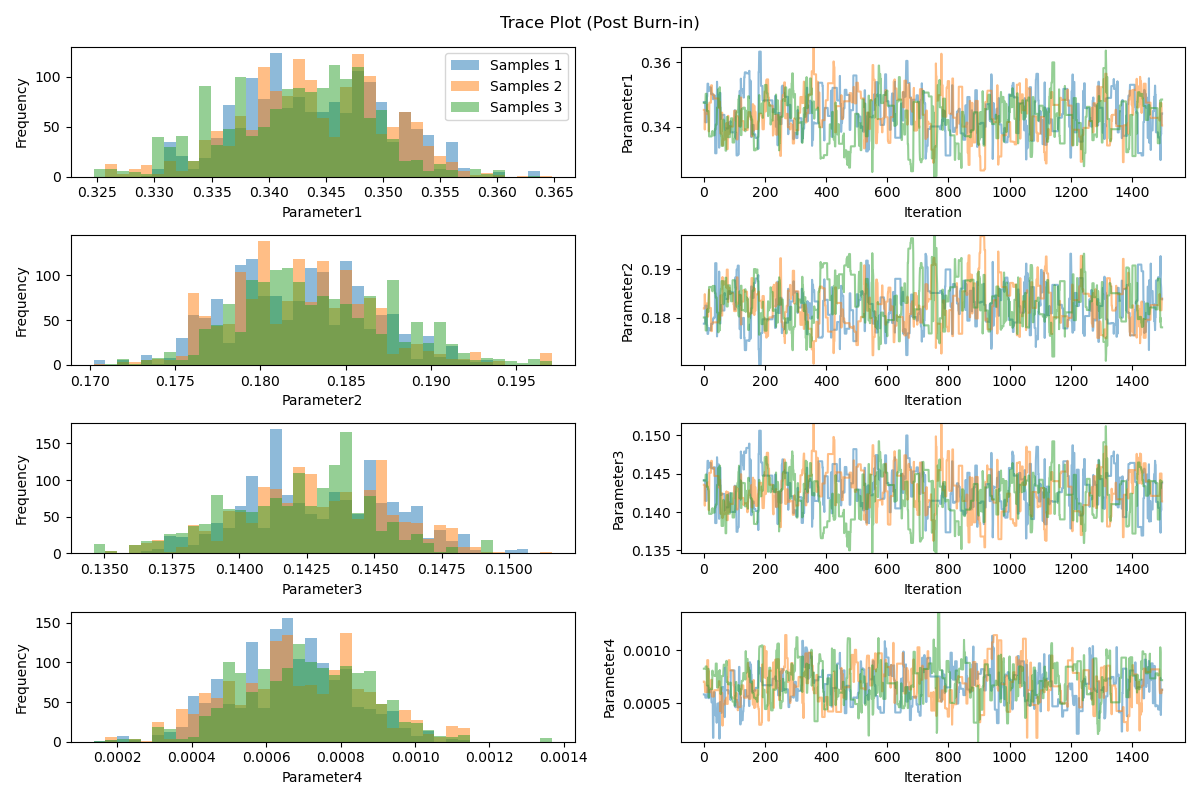 Trace Plot (Post Burn-in)
Frequency
100
50
0
0.325 0.330 0.335 0.340 0.345 0.350 0.355 0.360 0.365
Parameter1
Samples 1
Samples 2
Samples 3
Parameter1
0.36
0.34
0 200 400 600 800 1000 1200 1400
Iteration
Frequency
100
50
0
0.170 0.175 0.180 0.185 0.190 0.195
Parameter2
Parameter2
0.19
0.18
0 200 400 600 800 1000 1200 1400
Iteration
Frequency
150
100
50
0
0.1350 0.1375 0.1400 0.1425 0.1450 0.1475 0.1500
Parameter3
Parameter3
0.150
0.145
0.140
0.135
0 200 400 600 800 1000 1200 1400
Iteration
Frequency
150
100
50
0
0.0002 0.0004 0.0006 0.0008 0.0010 0.0012 0.0014
Parameter4
Parameter4
0.0010
0.0005
0 200 400 600 800 1000 1200 1400
Iteration